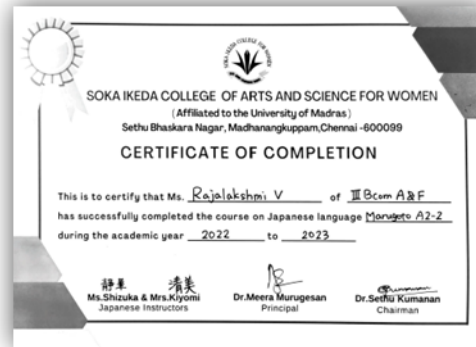 SOKA IKEDA COLLEGE OF ARTS AND SCIENCE FOR WOMEN
(Affiliated to the University of Madras)
Sethu Bhaskara Nagar, Madhanangkuppam,Chennai -600099
CERTIFICATE OF COMPLETION
This is to certify that Ms. Rajalakshmi V of III Bcom A&F
has successfully completed the course on Japanese language Marugoto A2-2
during the academic year 2022 to 2023
清美
Ms.Shizuka & Mrs.Kiyomi Dr.Meera Murugesan Dr.Sethu Kumanan
Japanese Instructors Principal Chairman